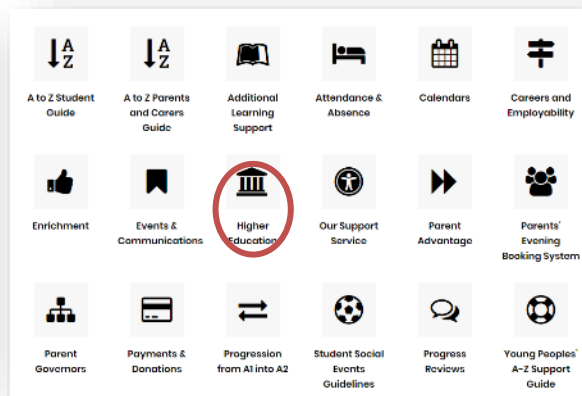 A Z
A Z
A to Z Student Guide
A to Z Parents and Carers Guide
Additional Learning Support
Attendance & Absence
Calendars
Careers and Employability
Enrichment
Events & Communications
Higher Education
Our Support Service
Parent Advantage
Parents' Evening Booking System
Parent Governors
Payments & Donations
Progression from A1 into A2
Student Social Events Guidelines
Progress Reviews
Young Peoples' A-Z Support Guide